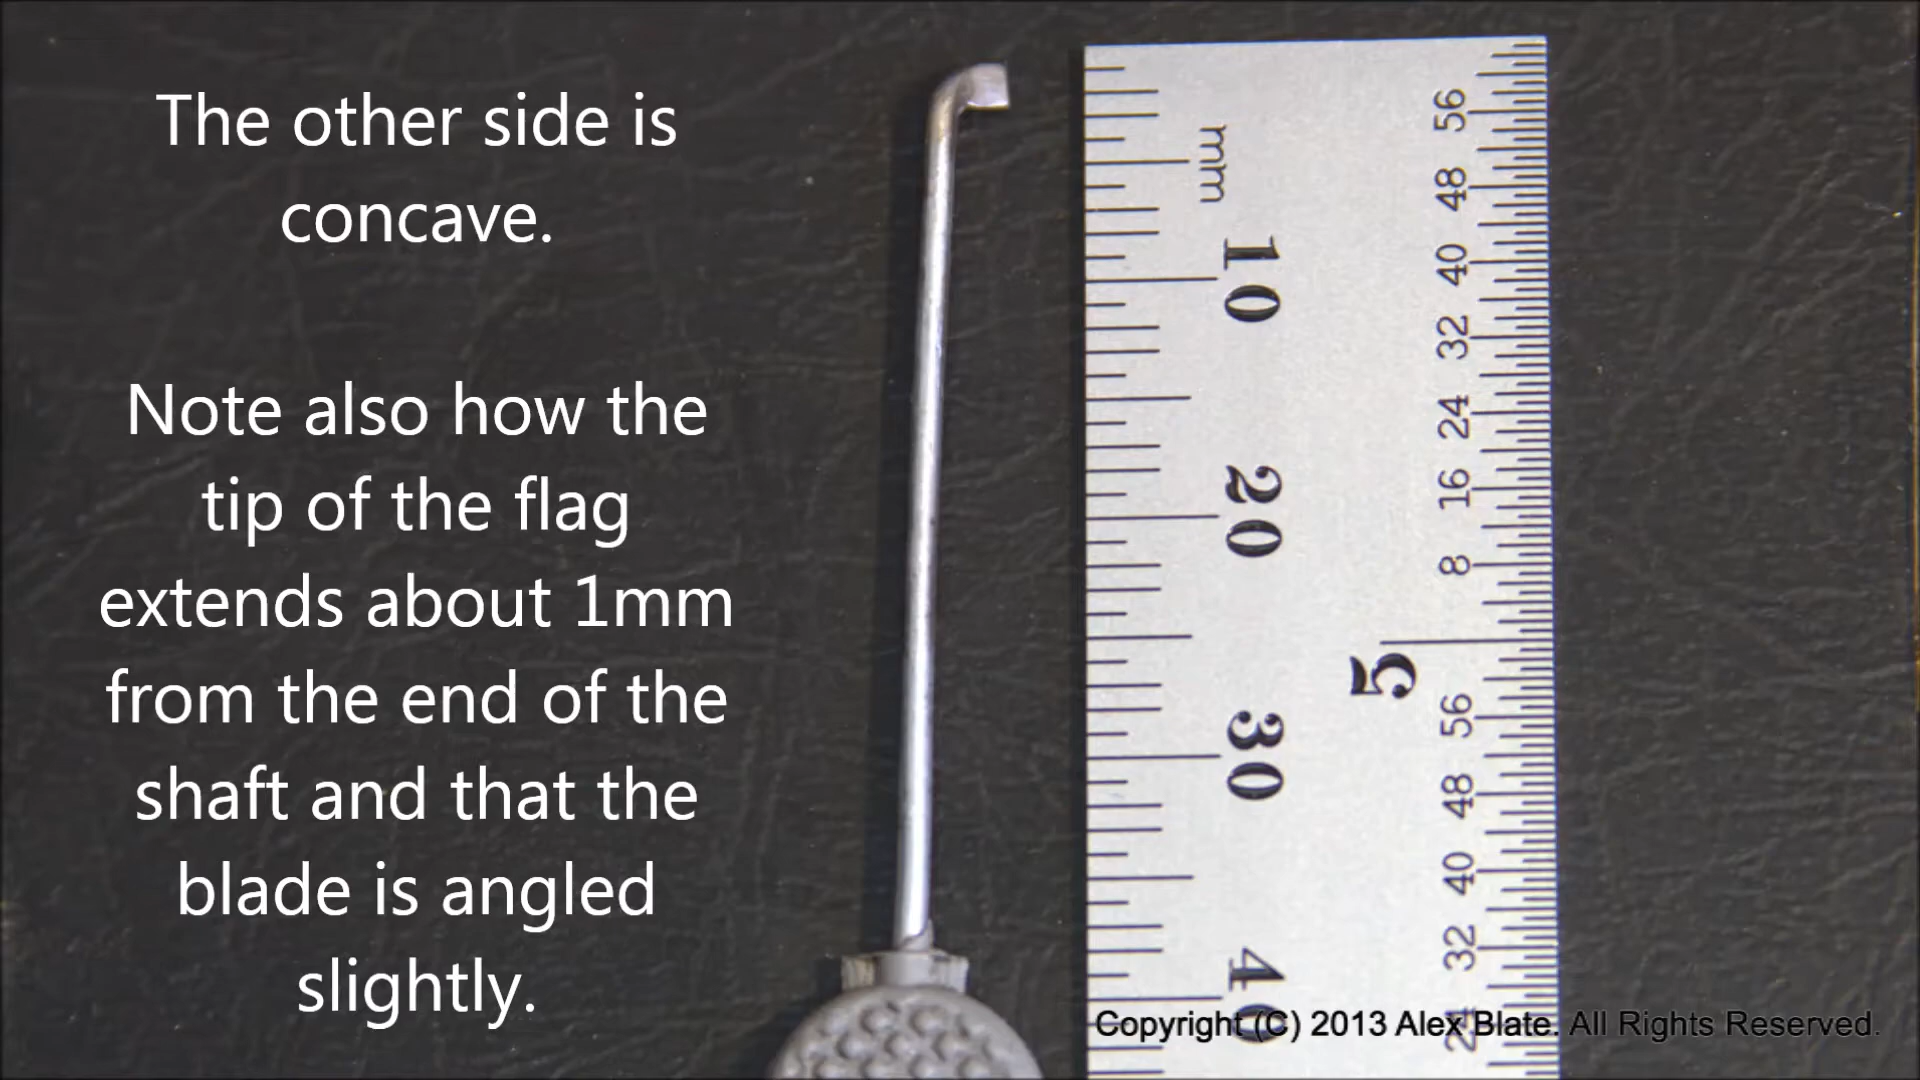 The other side is
concave.
Note also how the
tip of the flag
extends about 1mm
from the end of the
shaft and that the
blade is angled
slightly.
mm
10
20
30
40
56
48
40
32
24
16
8
5
56
48
40
32
24
Copyright (C) 2013 Alex Blate. All Rights Reserved.